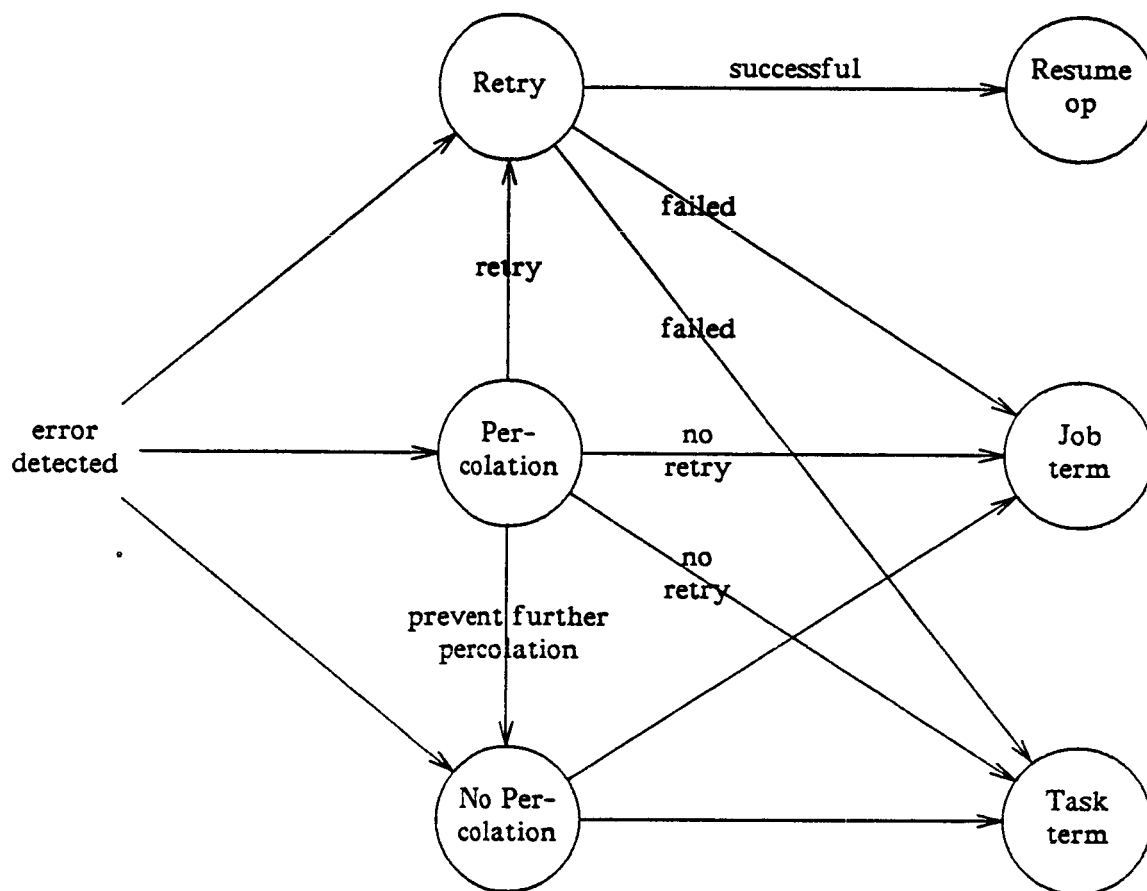 Retry
successful
Resume
op
failed
retry
failed
error
detected
Per-
colation
no
retry
Job
term
no
retry
prevent further
percolation
No Per-
colation
Task
term